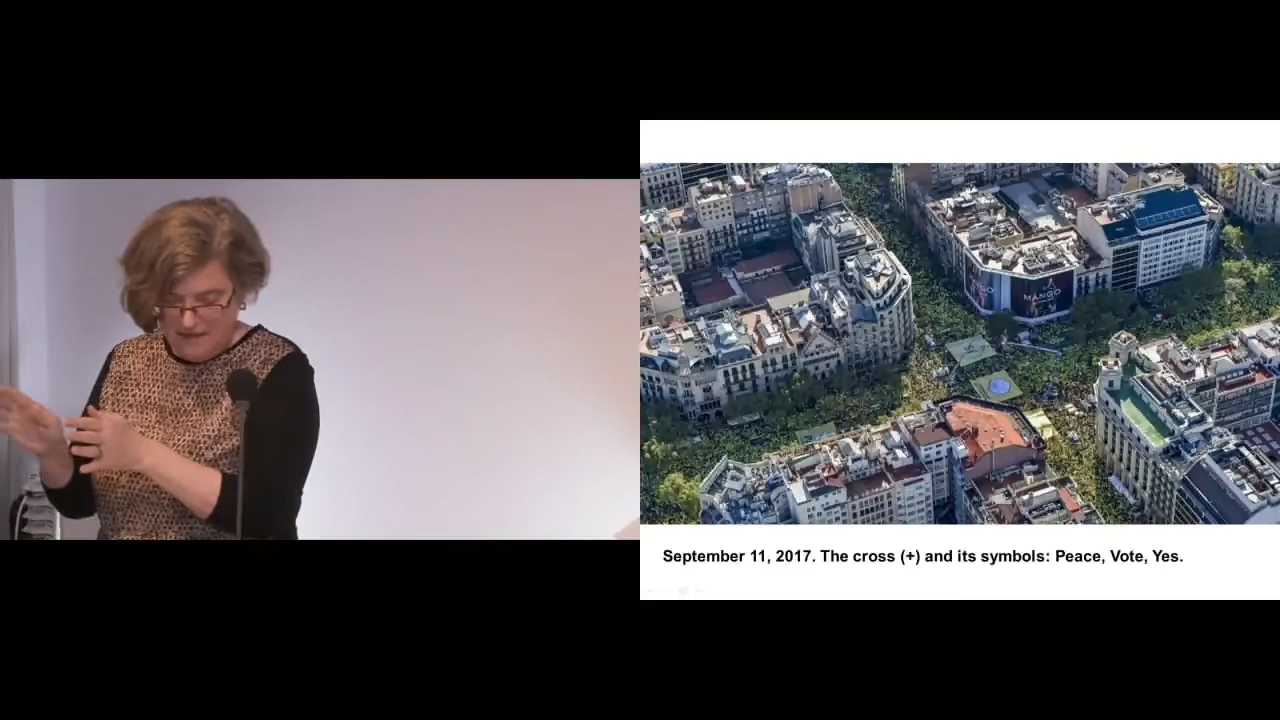 MANGO
September 11, 2017. The cross (+) and its symbols: Peace, Vote, Yes.